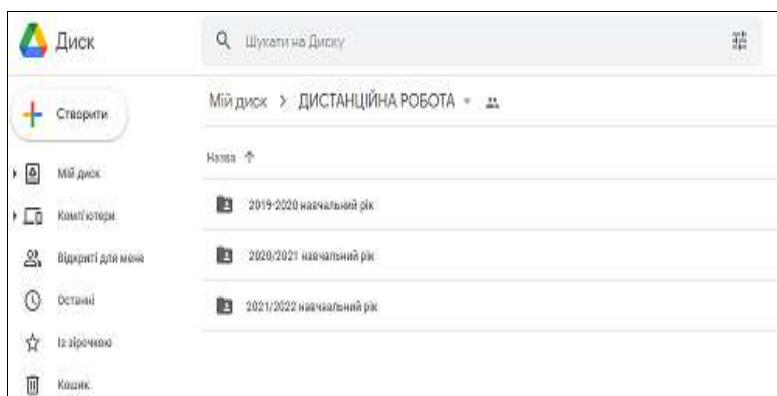 Диск
Шукати на Диску
Створити
Мій диск
Комп'ютери
Відкриті для мене
Останні
Із зірочкою
Кошик
Мій диск > ДИСТАНЦІЙНА РОБОТА
Назва
2019-2020 навчальний рік
2020/2021 навчальний рік
2021/2022 навчаальний рік